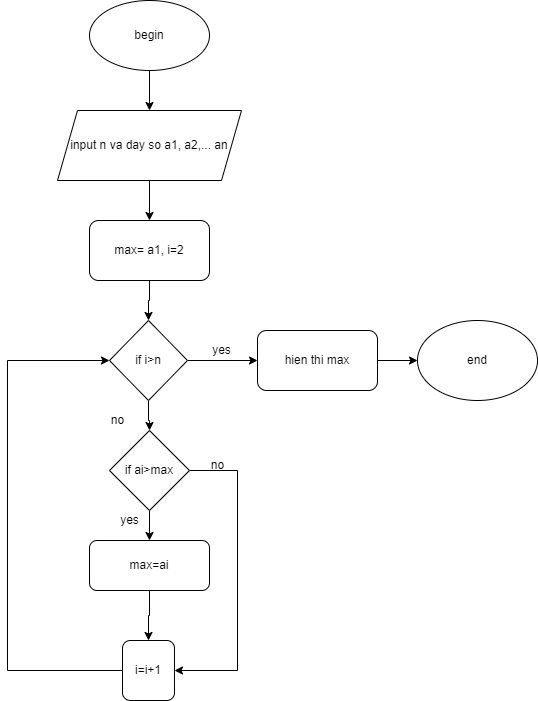 begin
input n va day so a1, a2,... an
max= a1, i=2
if i>n
yes
hien thi max
end
no
if ai>max
no
yes
max=ai
i=i+1